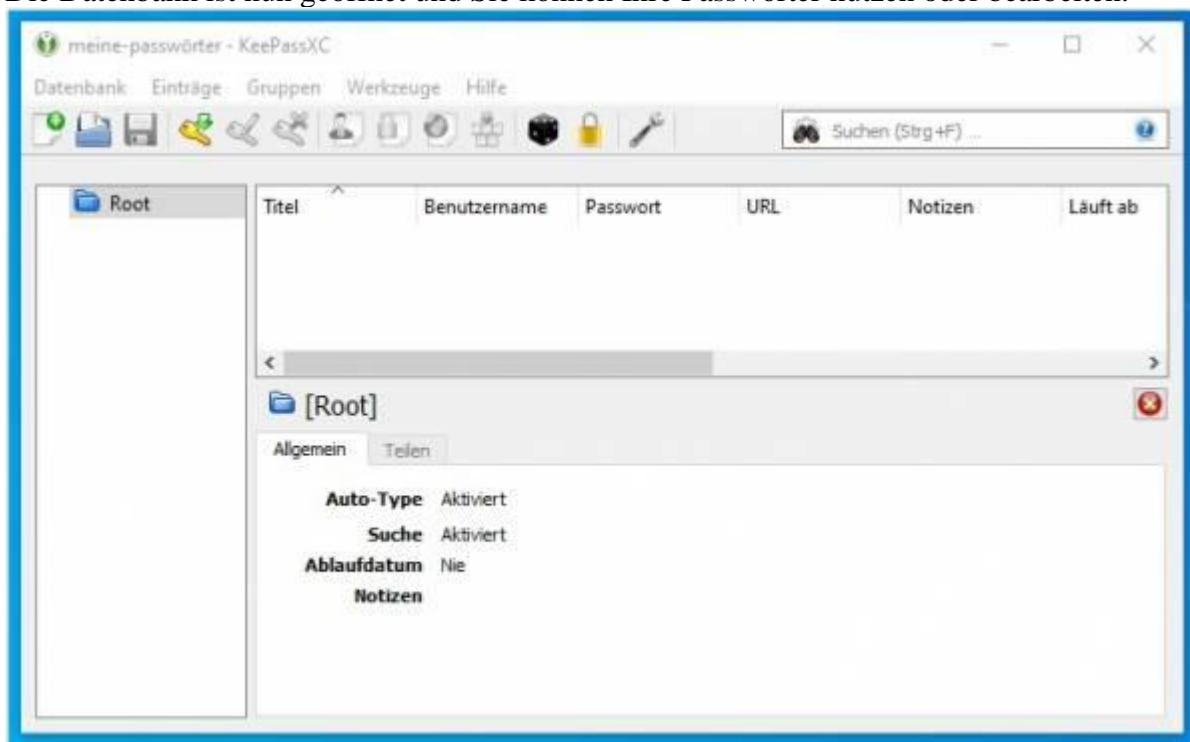 Die Datenbank ist nun geöffnet und Sie können Ihre Passwörter nutzen oder bearbeiten.
meine-passwörter - KeePassXC
Datenbank Einträge Gruppen Werkzeuge Hilfe
Suchen (Strg+F) ...
Root
Titel Benutzername Passwort URL Notizen Läuft ab
[Root]
Allgemein Teilen
Auto-Type Aktiviert
Suche Aktiviert
Ablaufdatum Nie
Notizen